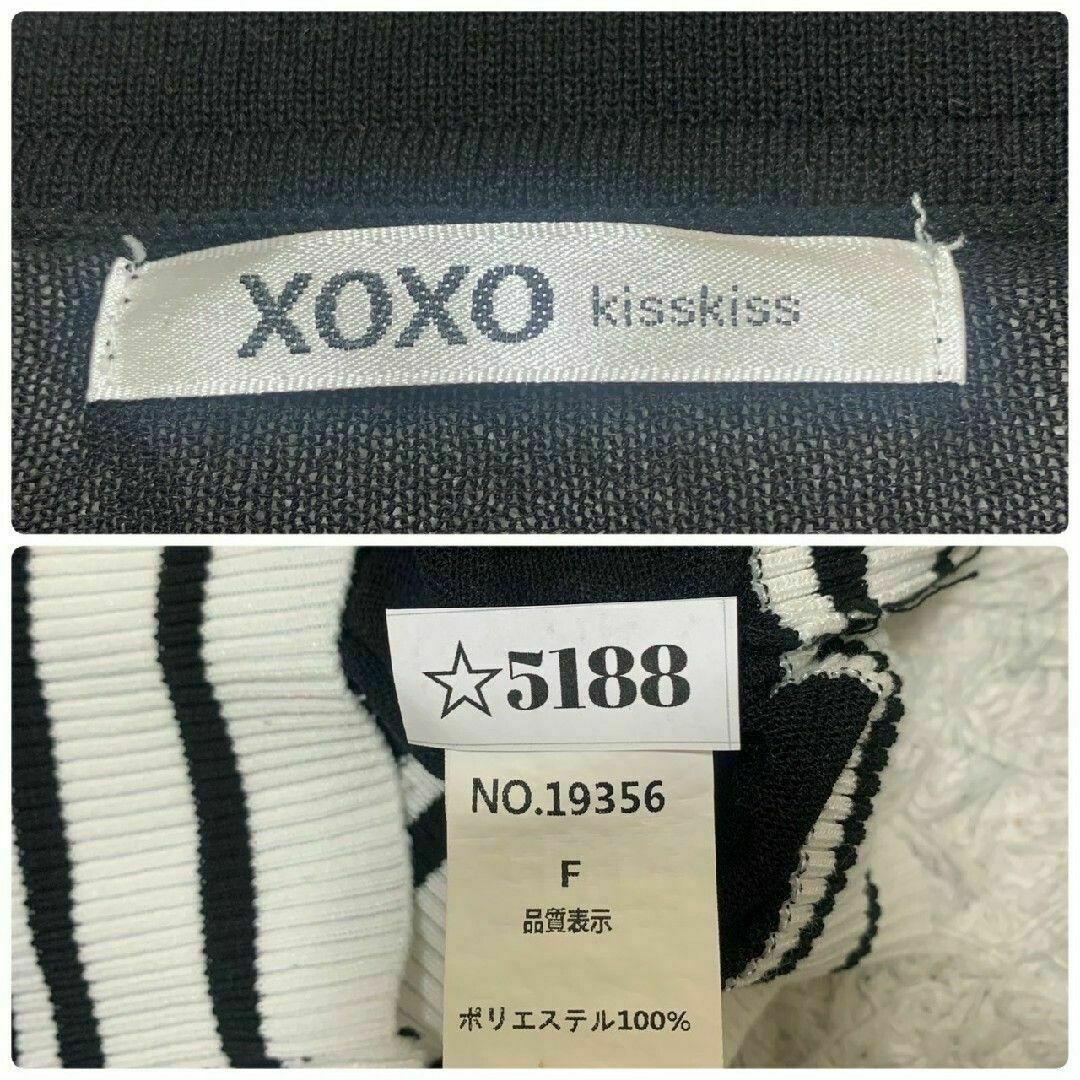 XOXO kisskiss
☆5188
NO.19356
F
品質表示
ポリエステル100%